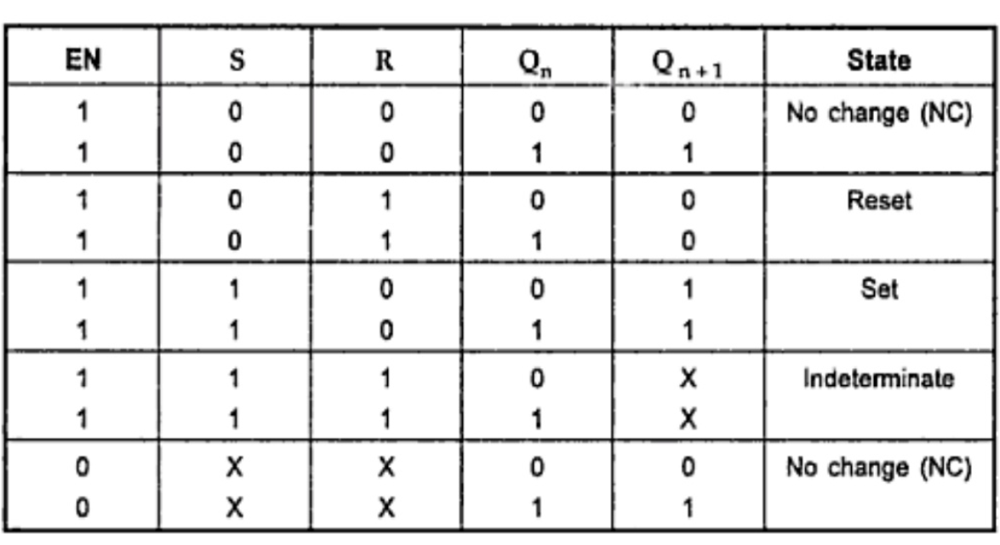 EN S R Qn Qn+1 State
1 0 0 0 0 No change (NC)
1 0 0 1 1
1 0 1 0 0 Reset
1 0 1 1 0
1 1 0 0 1 Set
1 1 0 1 1
1 1 1 0 X Indeterminate
1 1 1 1 X
0 X X 0 0 No change (NC)
0 X X 1 1